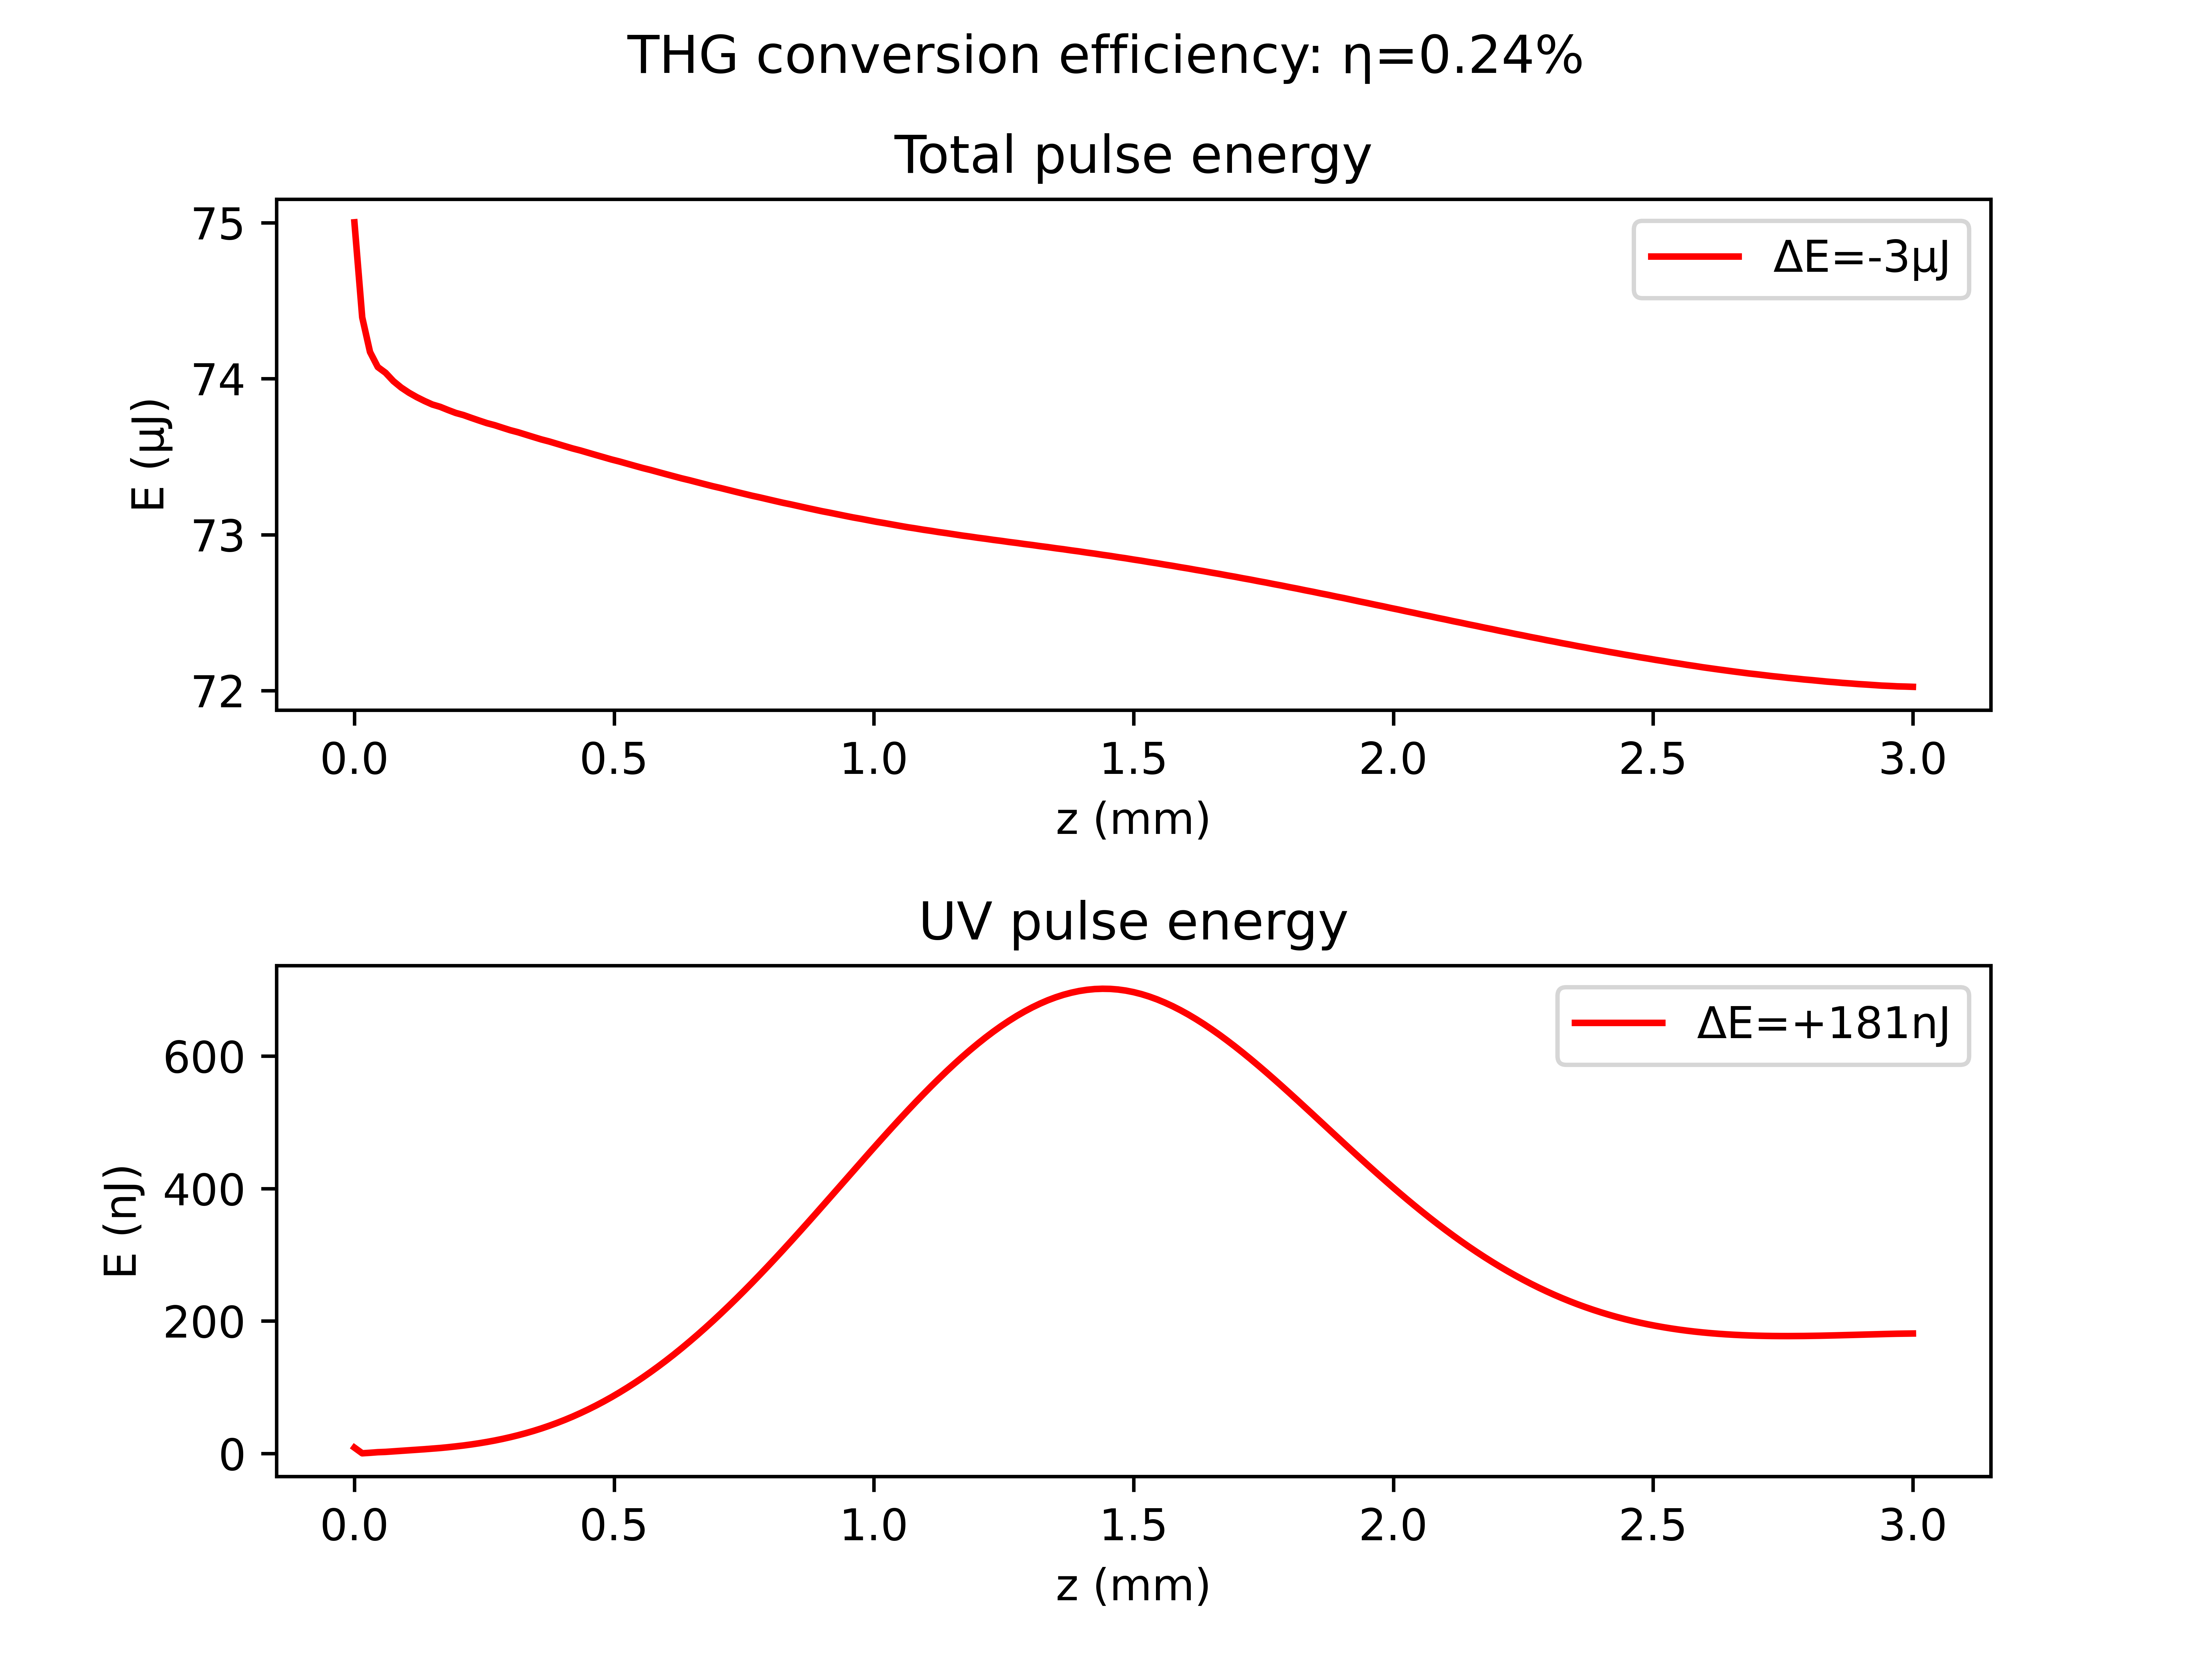 THG conversion efficiency: η=0.24%
Total pulse energy
75
74
73
72
E (μJ)
ΔE=-3μJ
0.0 0.5 1.0 1.5 2.0 2.5 3.0
z (mm)
UV pulse energy
600
400
200
0
E (nJ)
ΔE=+181nJ
0.0 0.5 1.0 1.5 2.0 2.5 3.0
z (mm)